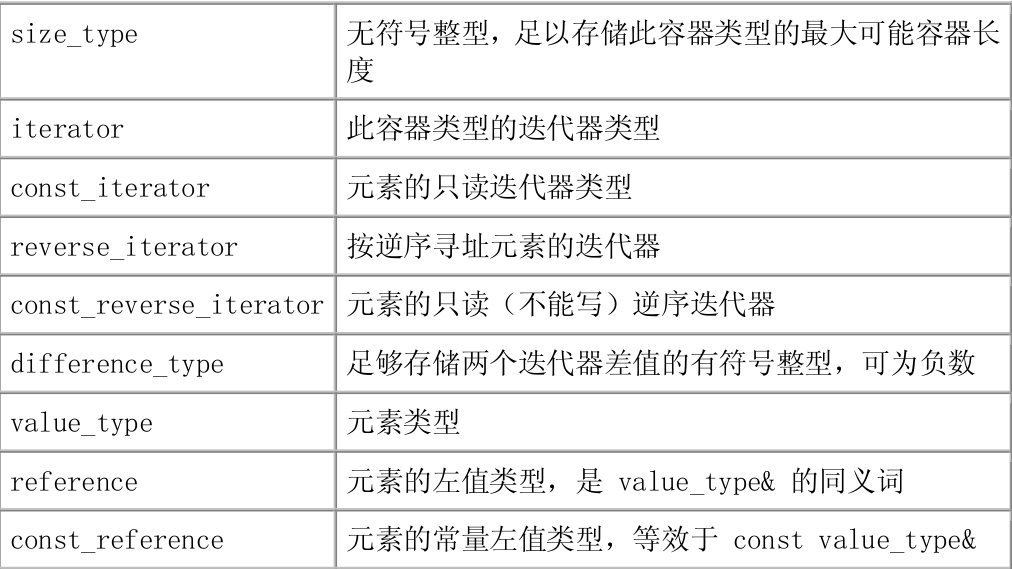 size_type 无符号整型，足以存储此容器类型的最大可能容器长
度
iterator 此容器类型的迭代器类型
const_iterator 元素的只读迭代器类型
reverse_iterator 按逆序寻址元素的迭代器
const_reverse_iterator 元素的只读（不能写）逆序迭代器
difference_type 足够存储两个迭代器差值的有符号整型，可为负数
value_type 元素类型
reference 元素的左值类型，是 value_type& 的同义词
const_reference 元素的常量左值类型，等效于 const value_type&